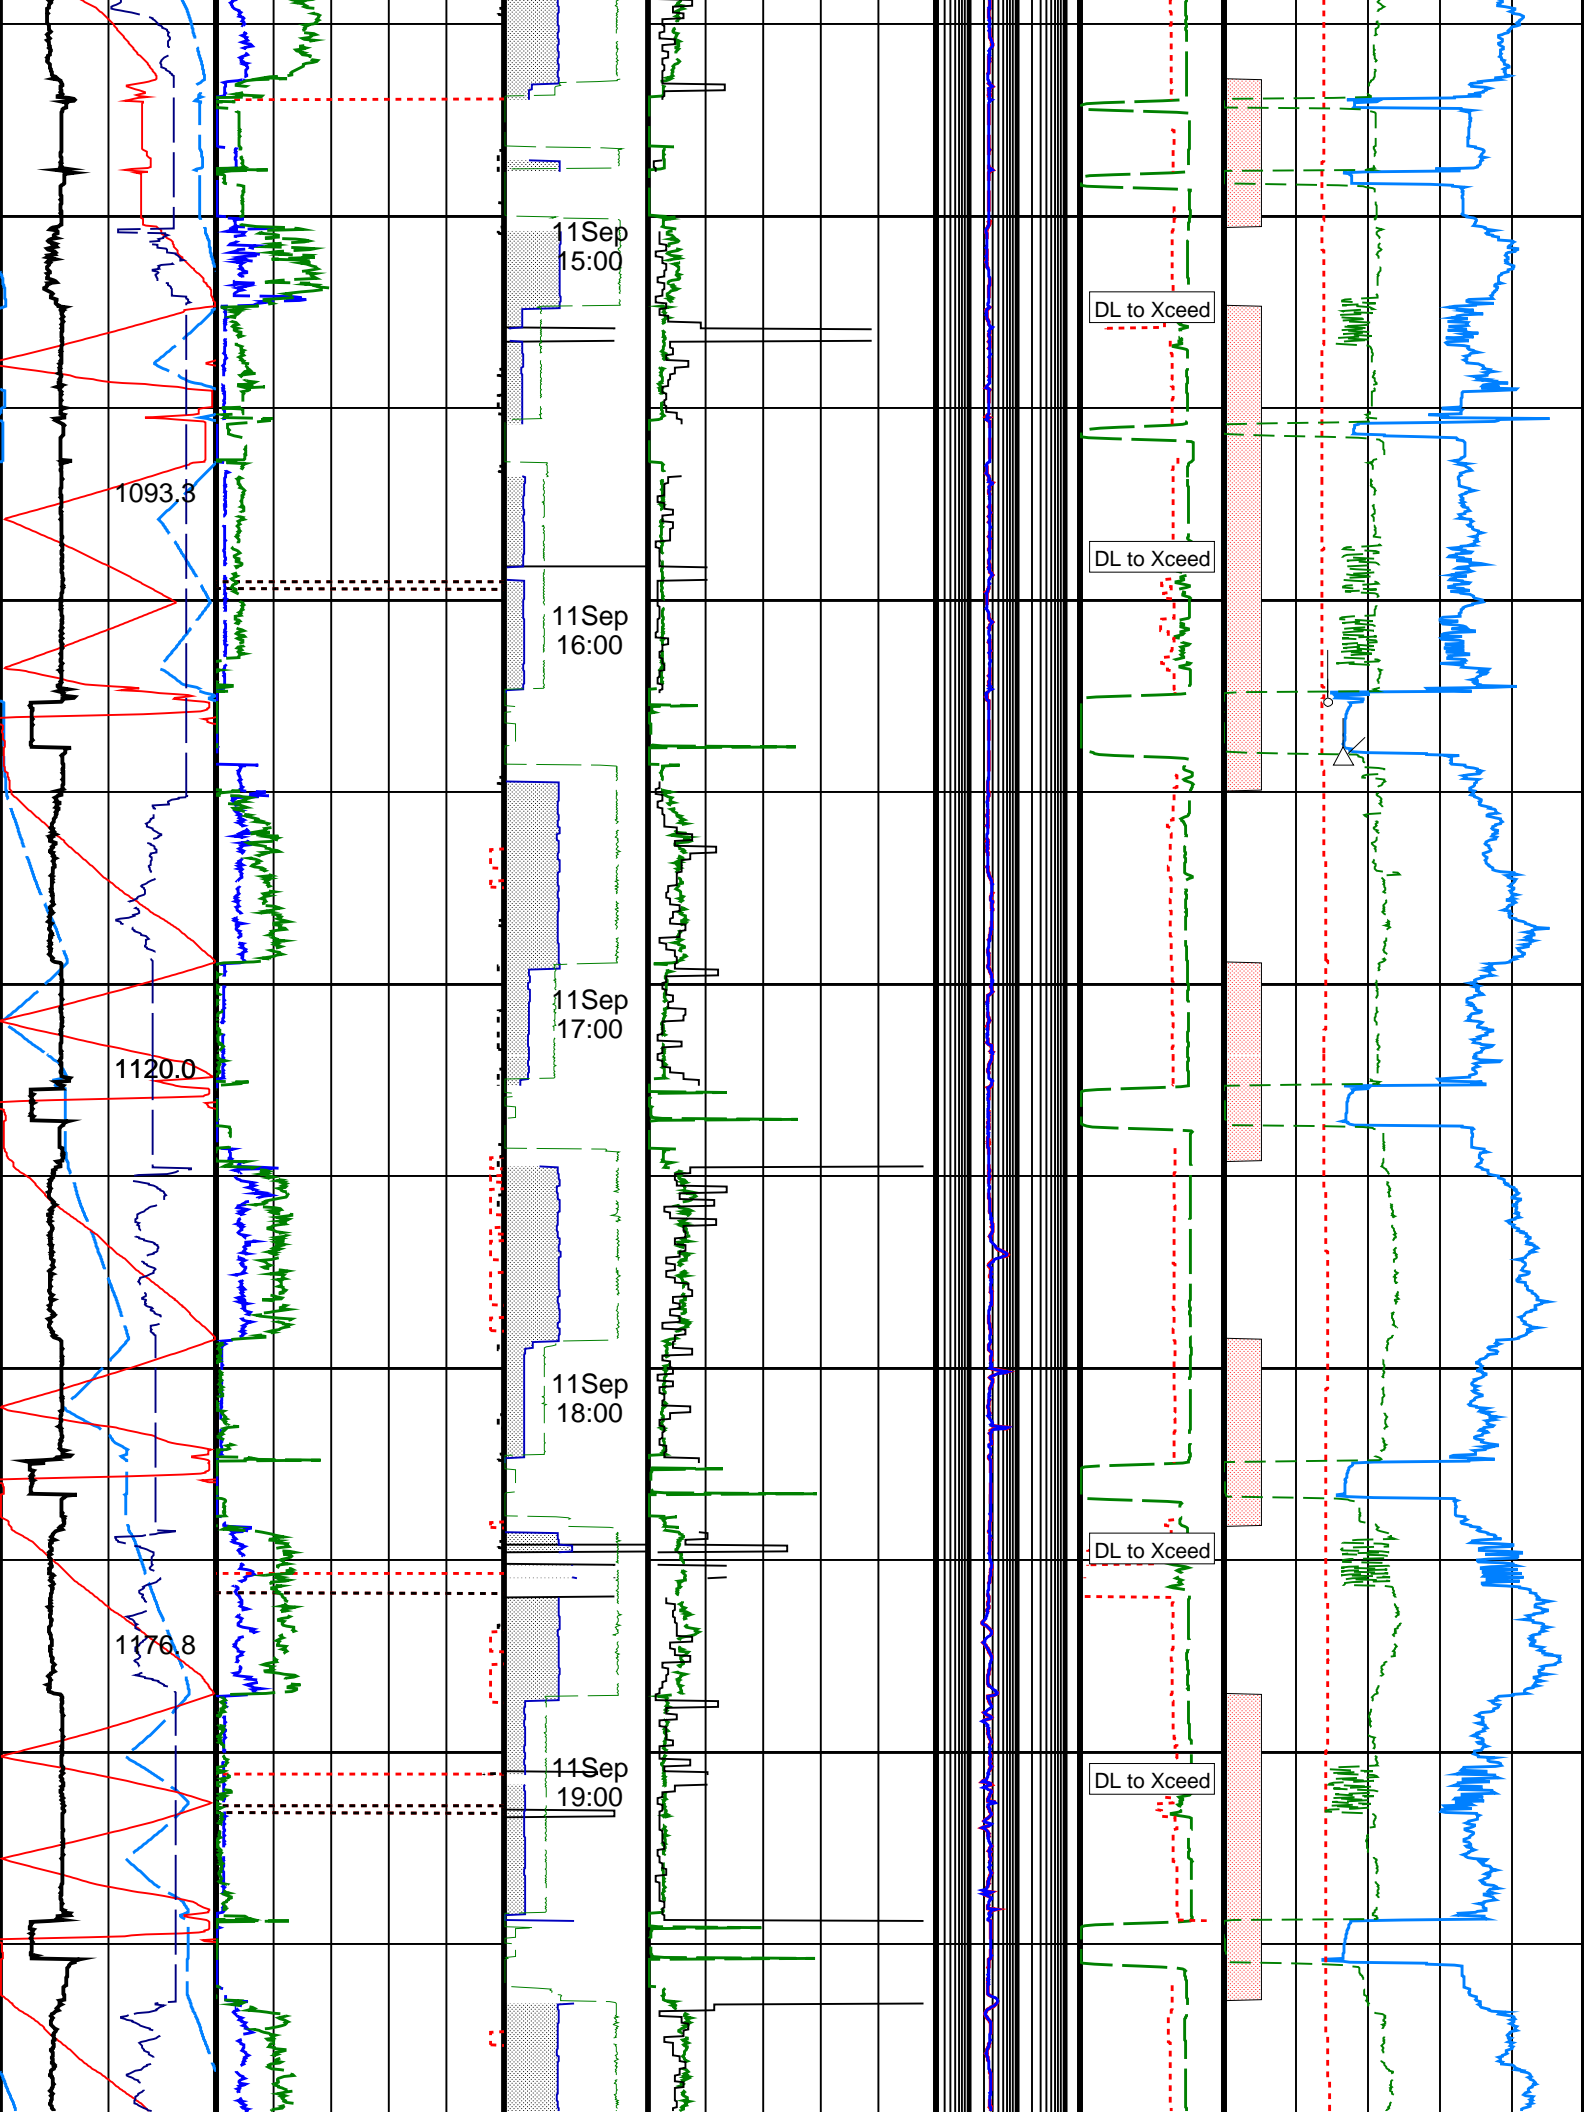 11Sep
15:00
DL to Xceed
1093.3
DL to Xceed
11Sep
16:00
11Sep
17:00
1120.0
11Sep
18:00
DL to Xceed
1176.8
11Sep
19:00
DL to Xceed